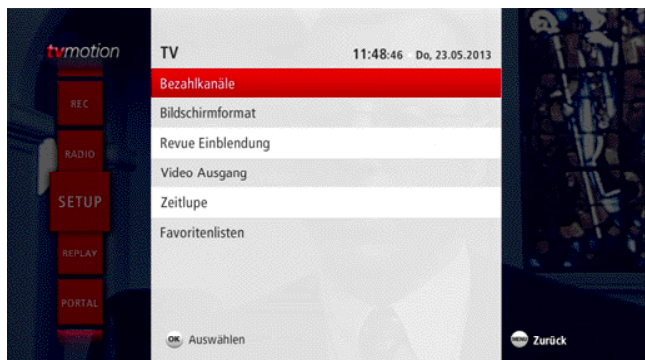 tvmotion
TV
11:48:46 Do, 23.05.2013
Bezahlkanäle
REC
Bildschirmformat
Revue Einblendung
RADIO
Video Ausgang
SETUP
Zeitlupe
Favoritenlisten
REPLAY
PORTAL
OK Auswählen
MENU Zurück